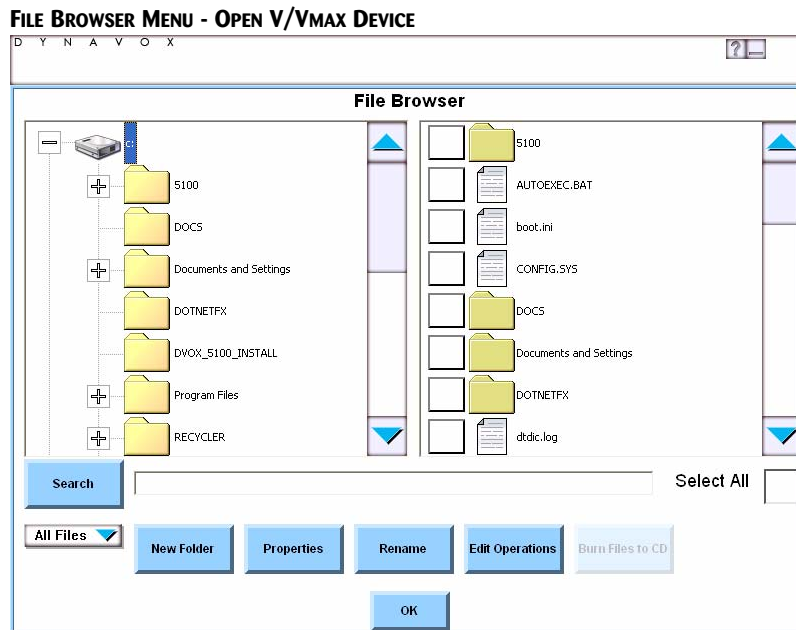 FILE BROWSER MENU - OPEN V/VMAX DEVICE
DYNAVOX
?
File Browser
c:
5100
DOCS
Documents and Settings
DOTNETFX
DVOX_5100_INSTALL
Program Files
RECYCLER
5100
AUTOEXEC.BAT
boot.ini
CONFIG.SYS
DOCS
Documents and Settings
DOTNETFX
dtdic.log
Search
Select All
All Files
New Folder
Properties
Rename
Edit Operations
Burn Files to CD
OK